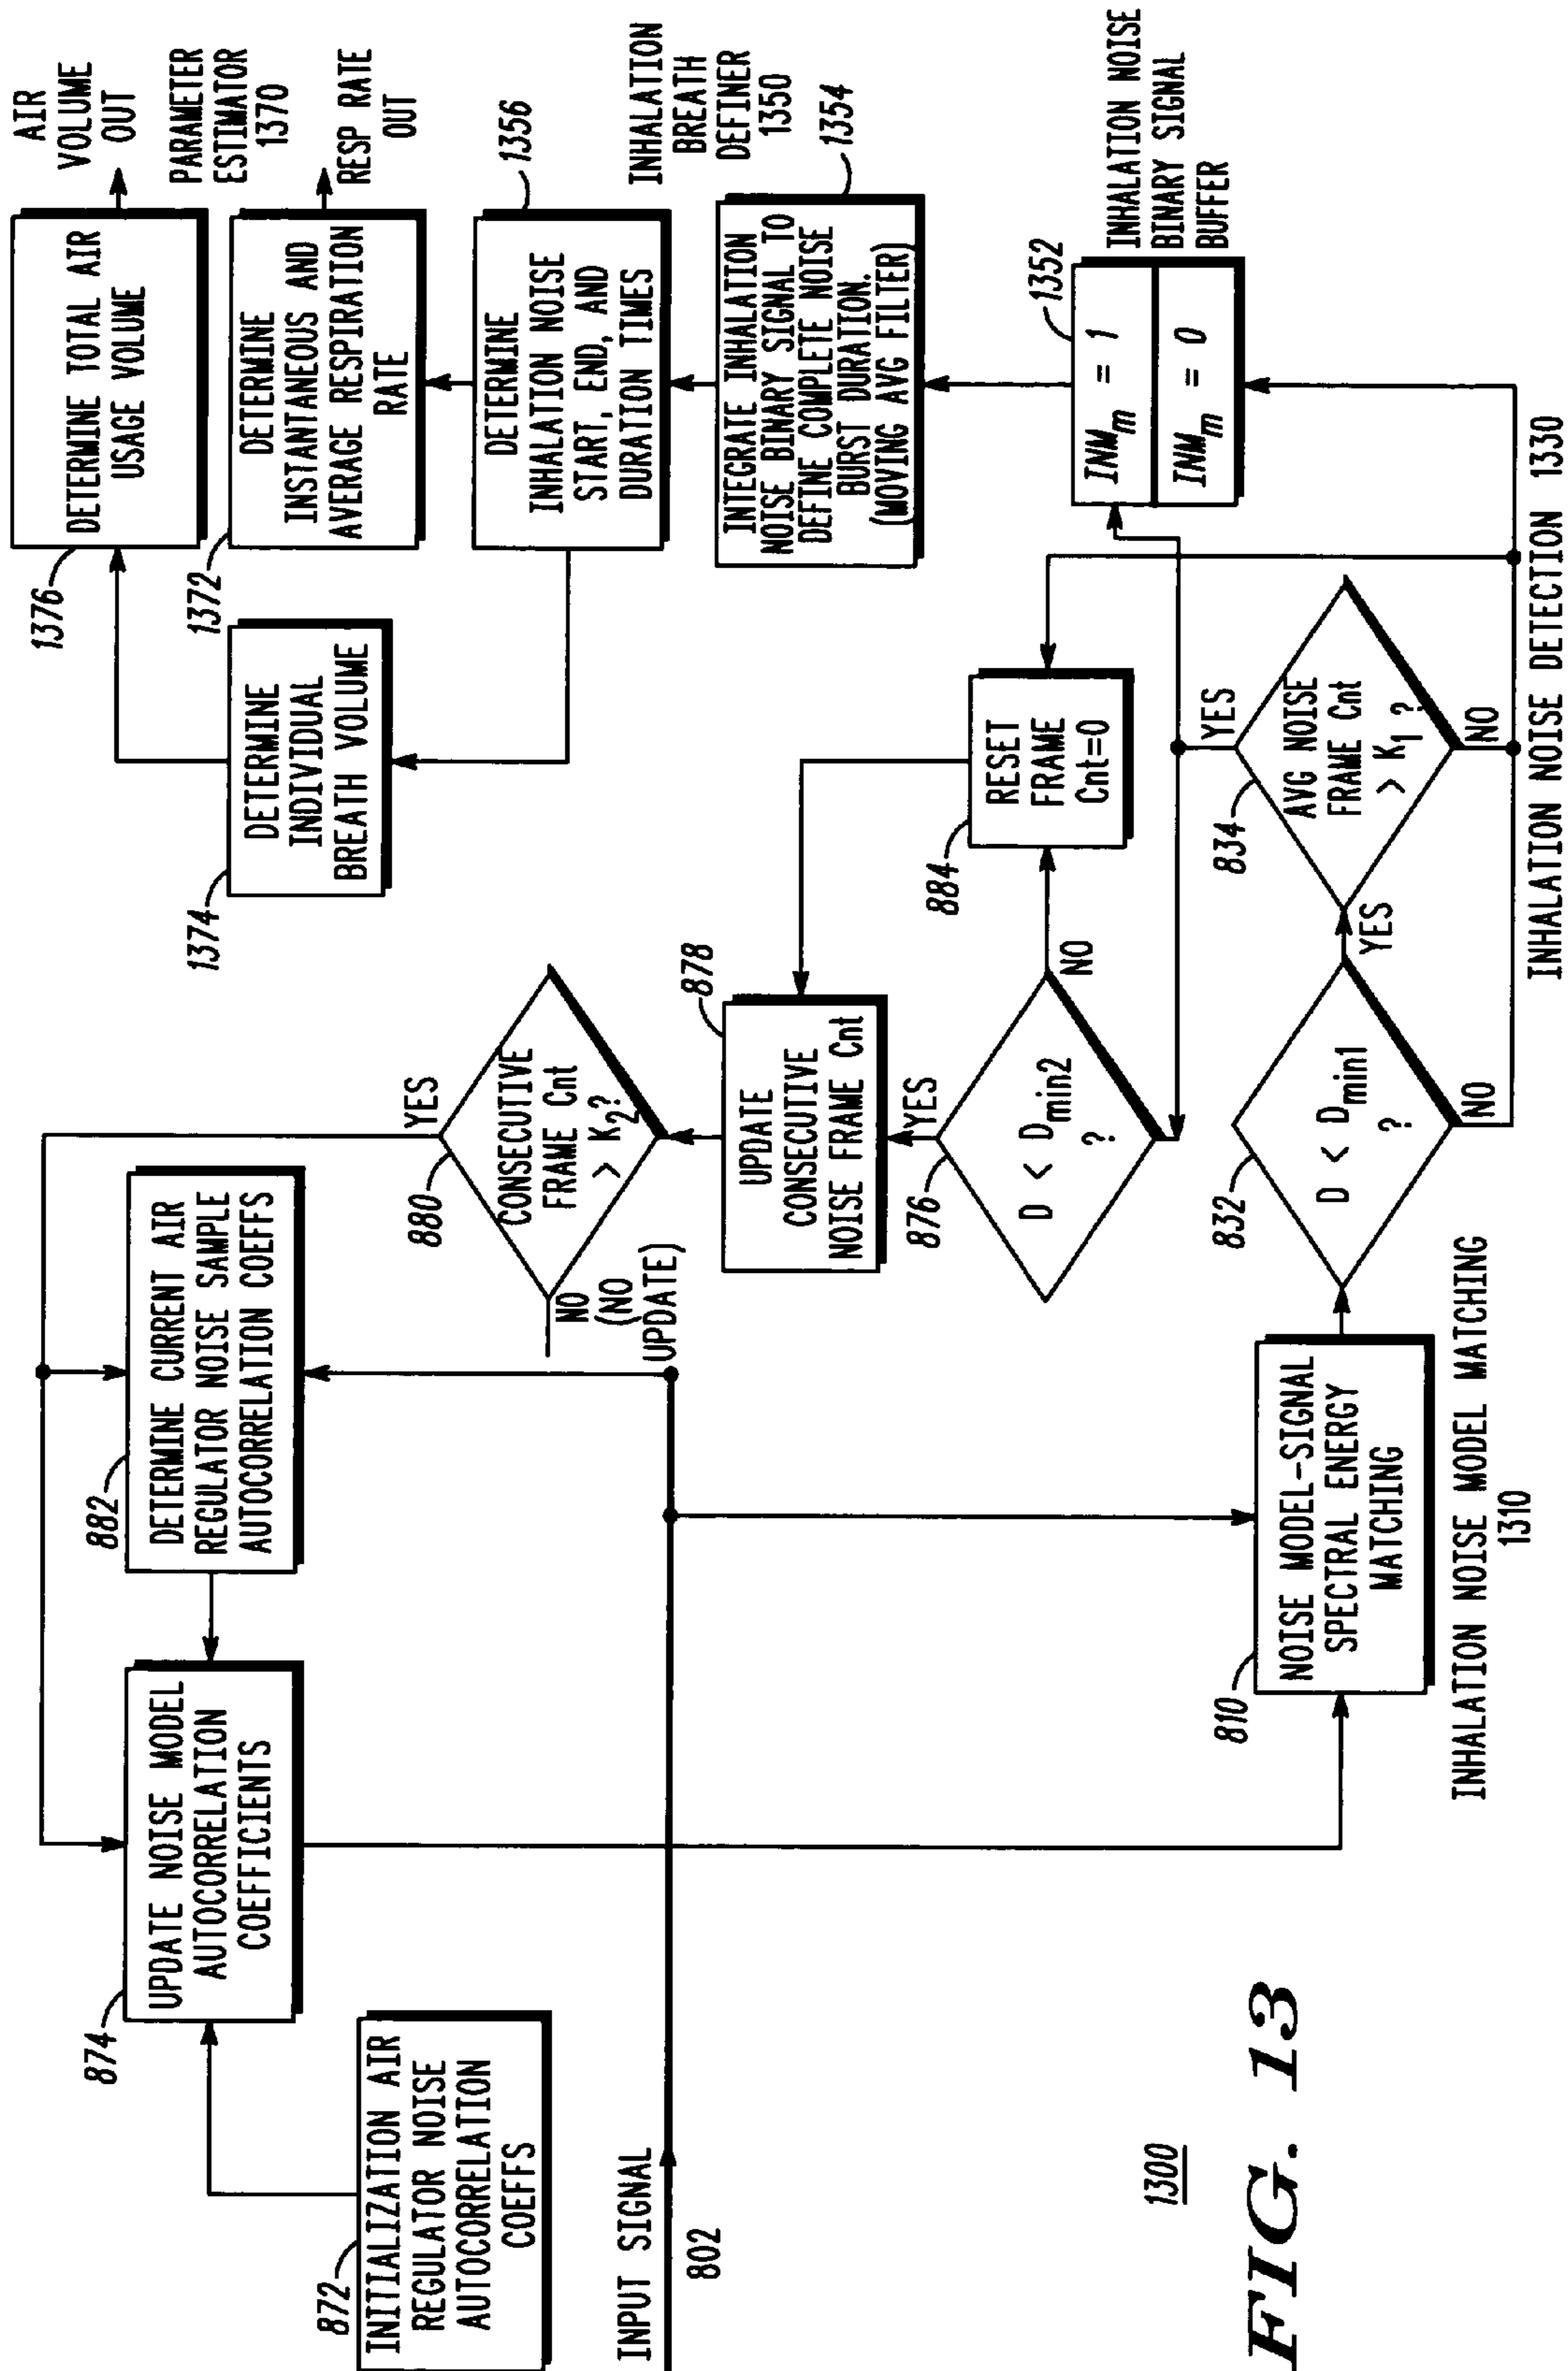 872
INITIALIZATION AIR
REGULATOR NOISE
AUTOCORRELATION
COEFFS
874
UPDATE NOISE MODEL
AUTOCORRELATION
COEFFICIENTS
882
DETERMINE CURRENT AIR
REGULATOR NOISE SAMPLE
AUTOCORRELATION COEFFS
INPUT SIGNAL
802
880
CONSECUTIVE
FRAME Cnt
> K2?
YES
NO
(NO
UPDATE)
878
UPDATE
CONSECUTIVE
NOISE FRAME Cnt
876
D < Dmin2
?
YES
NO
884
RESET
FRAME
Cnt=0
810
NOISE MODEL-SIGNAL
SPECTRAL ENERGY
MATCHING
INHALATION NOISE MODEL MATCHING
1310
832
D < Dmin1
?
YES
NO
834
AVG NOISE
FRAME Cnt
> K1?
YES
NO
INHALATION NOISE DETECTION 1330
1352
INMm = 1
INMm = 0
INHALATION NOISE
BINARY SIGNAL
BUFFER
1354
INTEGRATE INHALATION
NOISE BINARY SIGNAL TO
DEFINE COMPLETE NOISE
BURST DURATION.
(MOVING AVG FILTER)
INHALATION
BREATH
DEFINER
1350
1356
DETERMINE
INHALATION NOISE
START, END, AND
DURATION TIMES
1372
DETERMINE
INSTANTANEOUS AND
AVERAGE RESPIRATION
RATE
RESP RATE
OUT
1374
DETERMINE
INDIVIDUAL
BREATH VOLUME
1376
DETERMINE TOTAL AIR
USAGE VOLUME
AIR
VOLUME
OUT
PARAMETER
ESTIMATOR
1370
1300
FIG. 13